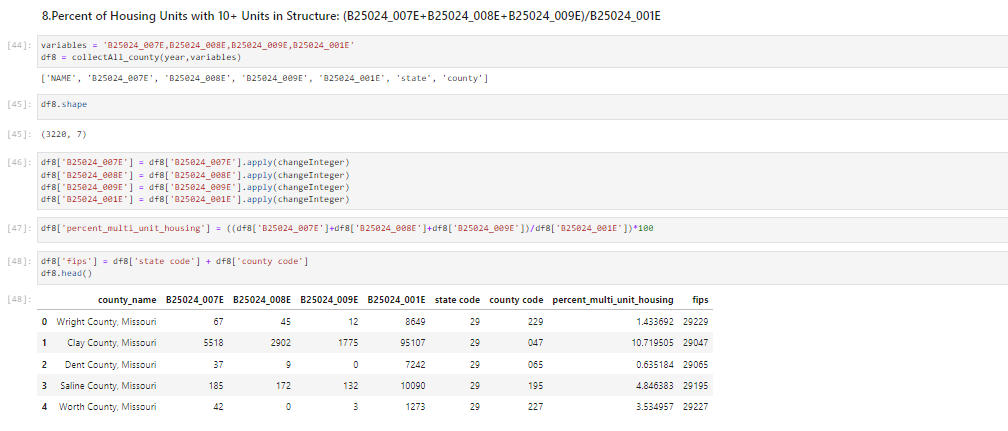 8.Percent of Housing Units with 10+ Units in Structure: (B25024_007E+B25024_008E+B25024_009E)/B25024_001E
[44]: variables = 'B25024_007E,B25024_008E,B25024_009E,B25024_001E'
df8 = collectAll_county(year,variables)
['NAME', 'B25024_007E', 'B25024_008E', 'B25024_009E', 'B25024_001E', 'state', 'county']
[45]: df8.shape
[45]: (3220, 7)
[46]: df8['B25024_007E'] = df8['B25024_007E'].apply(changeInteger)
df8['B25024_008E'] = df8['B25024_008E'].apply(changeInteger)
df8['B25024_009E'] = df8['B25024_009E'].apply(changeInteger)
df8['B25024_001E'] = df8['B25024_001E'].apply(changeInteger)
[47]: df8['percent_multi_unit_housing'] = ((df8['B25024_007E']+df8['B25024_008E']+df8['B25024_009E'])/df8['B25024_001E'])*100
[48]: df8['fips'] = df8['state code'] + df8['county code']
df8.head()
[48]: county_name B25024_007E B25024_008E B25024_009E B25024_001E state code county code percent_multi_unit_housing fips
0 Wright County, Missouri 67 45 12 8649 29 229 1.433692 29229
1 Clay County, Missouri 5518 2902 1775 95107 29 047 10.719505 29047
2 Dent County, Missouri 37 9 0 7242 29 065 0.635184 29065
3 Saline County, Missouri 185 172 132 10090 29 195 4.846383 29195
4 Worth County, Missouri 42 0 3 1273 29 227 3.534957 29227